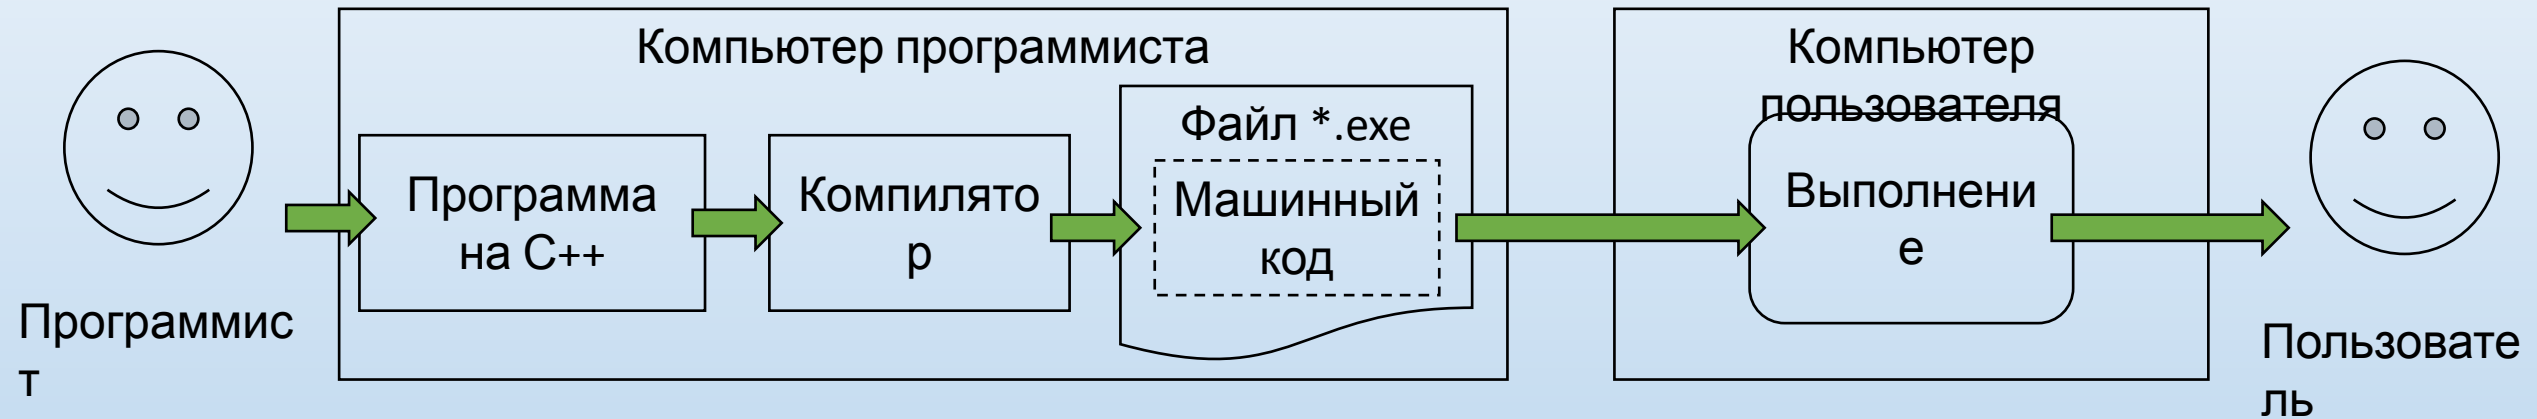 Компьютер программиста
Компьютер
пользователя
Файл *.exe
Программа
на С++
Компилято
р
Машинный
код
Выполнени
е
Программис
т
Пользовате
ль